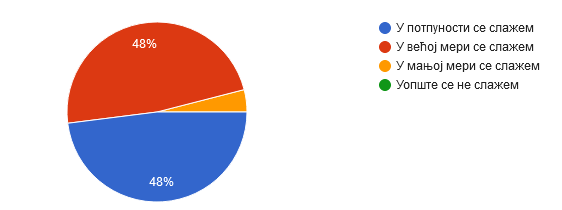 48%
48%
У потпуности се слажем
У већој мери се слажем
У мањој мери се слажем
Уопште се не слажем